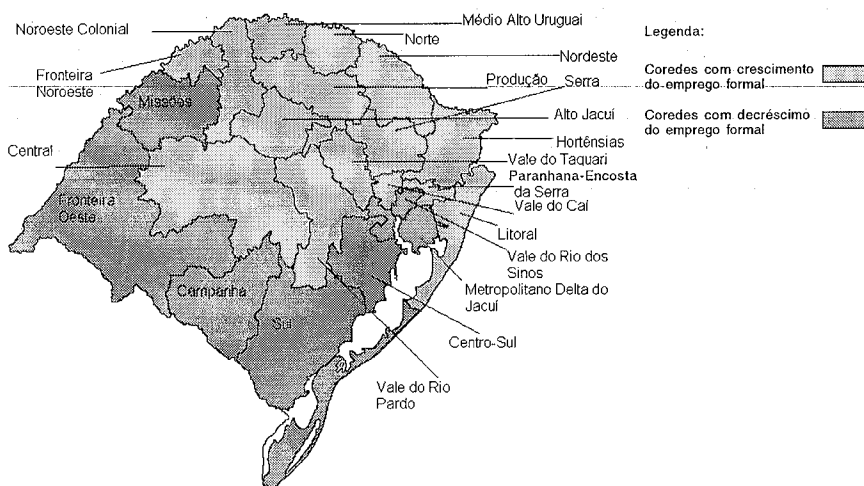 Noroeste Colonial
Médio Alto Uruguai
Norte
Nordeste
Fronteira
Noroeste
Missões
Produção
Serra
Alto Jacuí
Hortênsias
Central
Vale do Taquari
Paranhana-Encosta
da Serra
Vale do Caí
Fronteira
Oeste
Litoral
Vale do Rio dos
Sinos
Metropolitano Delta do
Jacuí
Campanha
Sul
Centro-Sul
Vale do Rio
Pardo
Legenda:
Coredes com crescimento
do emprego formal
Coredes com decréscimo
do emprego formal